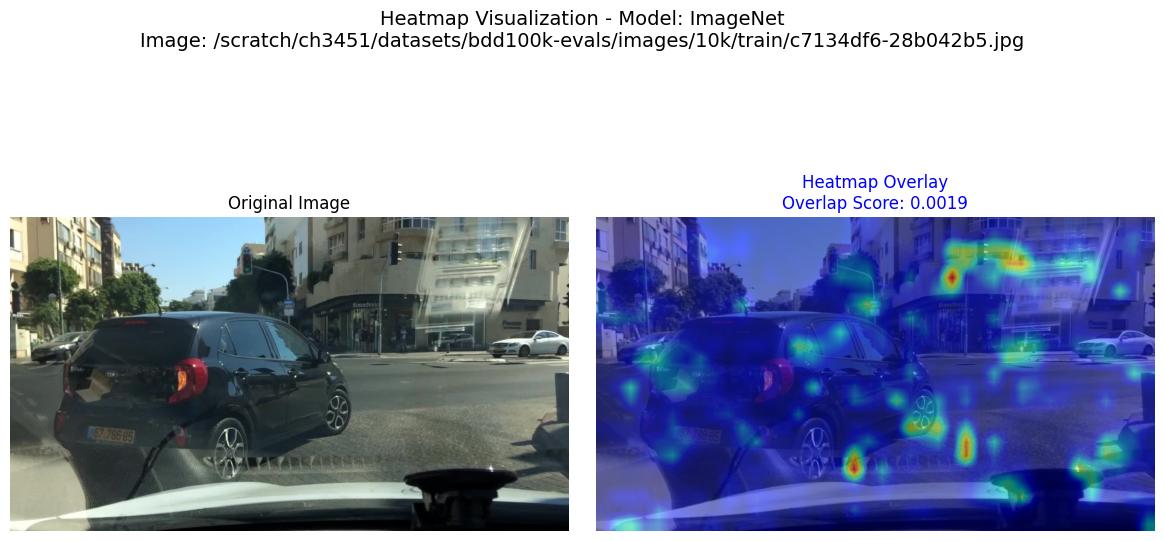 Heatmap Visualization - Model: ImageNet
Image: /scratch/ch3451/datasets/bdd100k-evals/images/10k/train/c7134df6-28b042b5.jpg
Original Image
Heatmap Overlay
Overlap Score: 0.0019